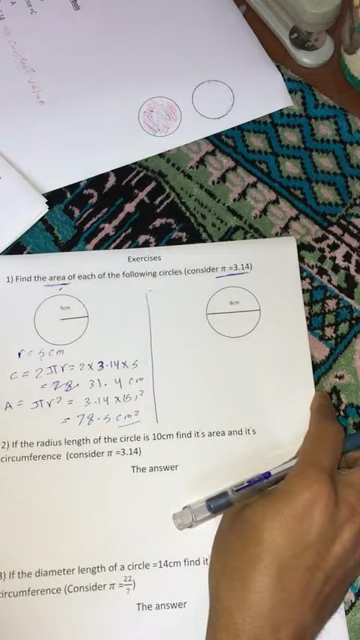 Exercises
1) Find the area of each of the following circles (consider π =3.14)
5cm
8cm
r = 5 cm
C = 2πr = 2 x 3.14 x 5
= 28. 31.4 cm
A = πr² = 3.14 x 15,²
= 78.5 cm²
2) If the radius length of the circle is 10cm find it's area and it's
circumference (consider π =3.14)
The answer
3) If the diameter length of a circle =14cm find it
circumference (Consider π = 22/7)
The answer